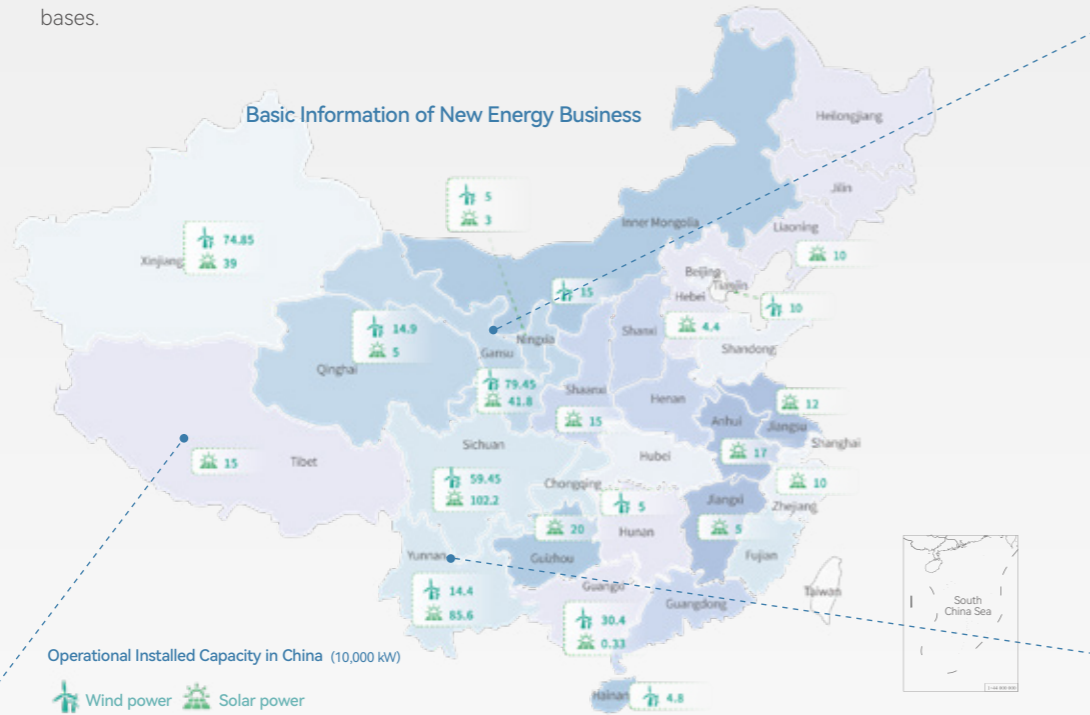 bases.
Basic Information of New Energy Business
Heilongjiang
Jilin
5
3
Inner Mongolia
Liaoning
10
74.85
39
Xinjiang
Beijing
Tianjin
Hebei
15
10
14.9
5
Qinghai
Ningxia
Gansu
Shanxi
4.4
Shandong
79.45
41.8
Shaanxi
Henan
12
15
Anhui
Jiangsu
Shanghai
17
Sichuan
Hubei
15
Tibet
59.45
102.2
Chongqing
10
Zhejiang
5
Jiangxi
20
Hunan
5
Yunnan
Guizhou
Fujian
14.4
85.6
Guangxi
Guangdong
Taiwan
30.4
0.33
South
China Sea
Operational Installed Capacity in China (10,000 kW)
Wind power
Solar power
Hainan
4.8